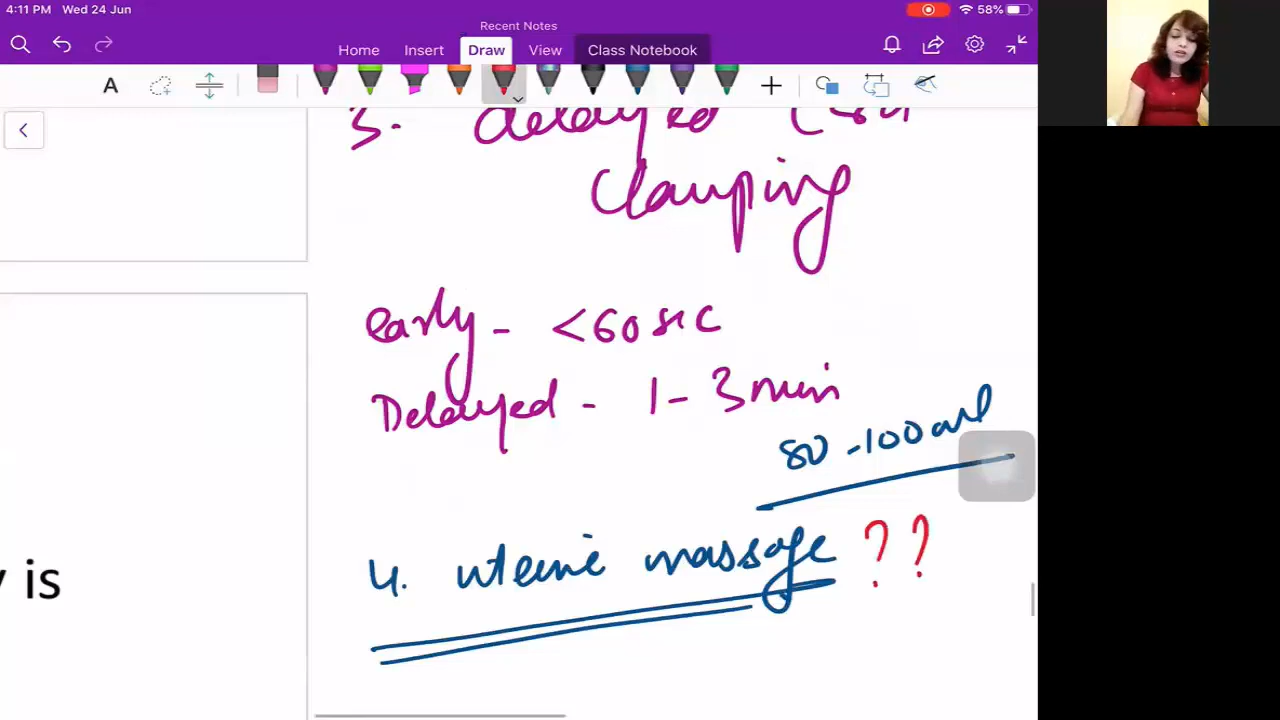 4:11 PM Wed 24 Jun
58%
Recent Notes
Home Insert Draw View Class Notebook
A
3. delayed Cord
clamping
early - <60 sec
Delayed - 1-3 min
80-100 ml
4. uterine massage ??
y is